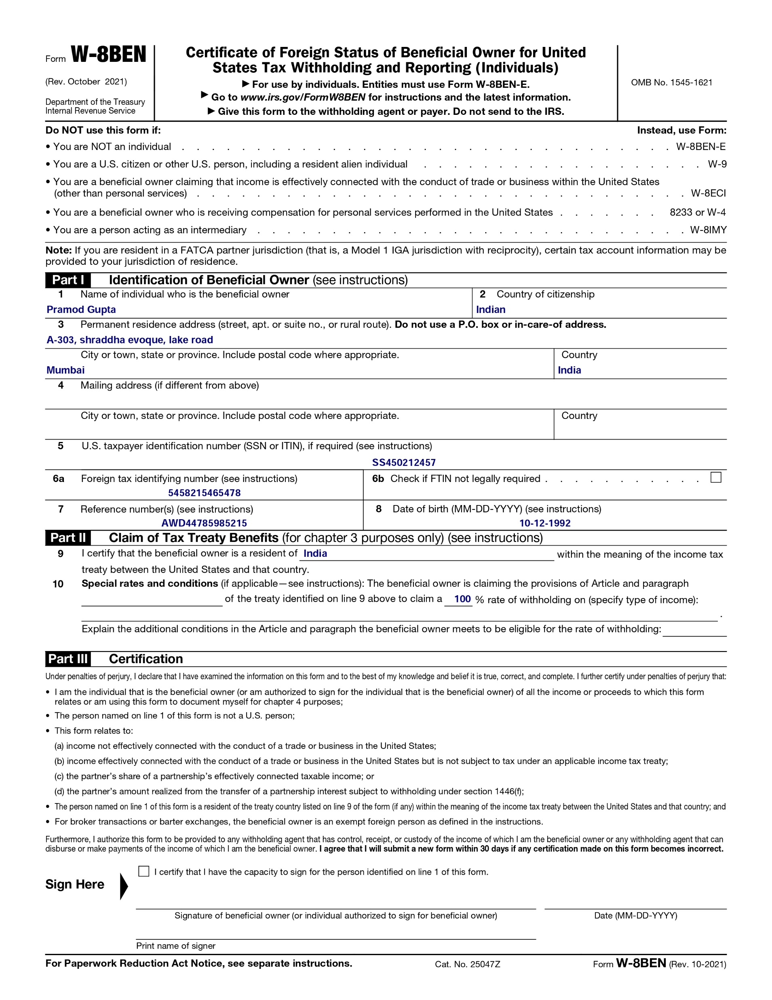 Form W-8BEN
(Rev. October 2021)
Department of the Treasury
Internal Revenue Service
Certificate of Foreign Status of Beneficial Owner for United
States Tax Withholding and Reporting (Individuals)
▶ For use by individuals. Entities must use Form W-8BEN-E.
▶ Go to www.irs.gov/FormW8BEN for instructions and the latest information.
▶ Give this form to the withholding agent or payer. Do not send to the IRS.
OMB No. 1545-1621
Do NOT use this form if: Instead, use Form:
• You are NOT an individual . . . . . . . . . . . . . . . . . . . . . . . . . . . . . . . . . W-8BEN-E
• You are a U.S. citizen or other U.S. person, including a resident alien individual . . . . . . . . . . . . . . . . . . . W-9
• You are a beneficial owner claiming that income is effectively connected with the conduct of trade or business within the United States
(other than personal services) . . . . . . . . . . . . . . . . . . . . . . . . . . . . . . . . . W-8ECI
• You are a beneficial owner who is receiving compensation for personal services performed in the United States . . . . . . . 8233 or W-4
• You are a person acting as an intermediary . . . . . . . . . . . . . . . . . . . . . . . . . . . . . W-8IMY
Note: If you are resident in a FATCA partner jurisdiction (that is, a Model 1 IGA jurisdiction with reciprocity), certain tax account information may be
provided to your jurisdiction of residence.
Part I Identification of Beneficial Owner (see instructions)
1 Name of individual who is the beneficial owner
Pramod Gupta
2 Country of citizenship
Indian
3 Permanent residence address (street, apt. or suite no., or rural route). Do not use a P.O. box or in-care-of address.
A-303, shraddha evoque, lake road
City or town, state or province. Include postal code where appropriate.
Mumbai
Country
India
4 Mailing address (if different from above)
City or town, state or province. Include postal code where appropriate.
Country
5 U.S. taxpayer identification number (SSN or ITIN), if required (see instructions)
SS450212457
6a Foreign tax identifying number (see instructions)
5458215465478
6b Check if FTIN not legally required . . . . . . . . . . .
7 Reference number(s) (see instructions)
AWD44785985215
8 Date of birth (MM-DD-YYYY) (see instructions)
10-12-1992
Part II Claim of Tax Treaty Benefits (for chapter 3 purposes only) (see instructions)
9 I certify that the beneficial owner is a resident of India within the meaning of the income tax
treaty between the United States and that country.
10 Special rates and conditions (if applicable—see instructions): The beneficial owner is claiming the provisions of Article and paragraph
of the treaty identified on line 9 above to claim a 100 % rate of withholding on (specify type of income):
.
Explain the additional conditions in the Article and paragraph the beneficial owner meets to be eligible for the rate of withholding:
Part III Certification
Under penalties of perjury, I declare that I have examined the information on this form and to the best of my knowledge and belief it is true, correct, and complete. I further certify under penalties of perjury that:
• I am the individual that is the beneficial owner (or am authorized to sign for the individual that is the beneficial owner) of all the income or proceeds to which this form
relates or am using this form to document myself for chapter 4 purposes;
• The person named on line 1 of this form is not a U.S. person;
• This form relates to:
(a) income not effectively connected with the conduct of a trade or business in the United States;
(b) income effectively connected with the conduct of a trade or business in the United States but is not subject to tax under an applicable income tax treaty;
(c) the partner’s share of a partnership’s effectively connected taxable income; or
(d) the partner’s amount realized from the transfer of a partnership interest subject to withholding under section 1446(f);
• The person named on line 1 of this form is a resident of the treaty country listed on line 9 of the form (if any) within the meaning of the income tax treaty between the United States and that country; and
• For broker transactions or barter exchanges, the beneficial owner is an exempt foreign person as defined in the instructions.
Furthermore, I authorize this form to be provided to any withholding agent that has control, receipt, or custody of the income of which I am the beneficial owner or any withholding agent that can
disburse or make payments of the income of which I am the beneficial owner. I agree that I will submit a new form within 30 days if any certification made on this form becomes incorrect.
Sign Here
I certify that I have the capacity to sign for the person identified on line 1 of this form.
Signature of beneficial owner (or individual authorized to sign for beneficial owner)
Date (MM-DD-YYYY)
Print name of signer
For Paperwork Reduction Act Notice, see separate instructions. Cat. No. 25047Z Form W-8BEN (Rev. 10-2021)